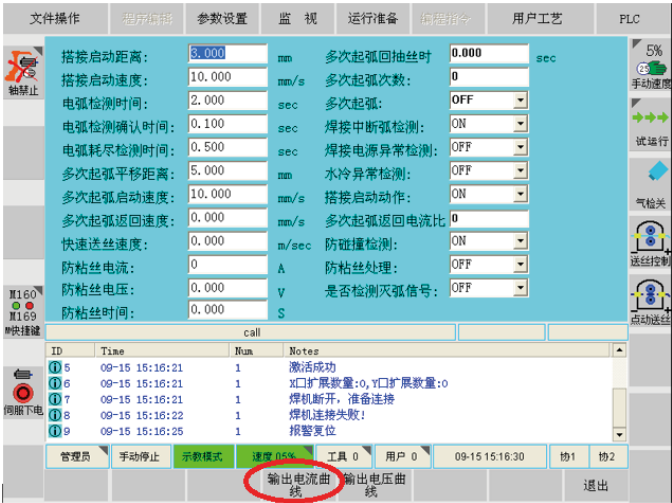 文件操作 程序编辑 参数设置 监 视 运行准备 编程指令 用户工艺 PLC
轴禁止
M160
M169
M快捷键
伺服下电
搭接启动距离: 3.000 mm 多次起弧回抽丝时 0.000 sec
搭接启动速度: 10.000 mm/s 多次起弧次数: 0
电弧检测时间: 2.000 sec 多次起弧: OFF
电弧检测确认时间: 0.100 sec 焊接中断弧检测: ON
电弧耗尽检测时间: 0.500 sec 焊接电源异常检测: OFF
多次起弧平移距离: 5.000 mm 水冷异常检测: OFF
多次起弧启动速度: 10.000 mm/s 搭接启动动作: ON
多次起弧返回速度: 0.000 mm/s 多次起弧返回电流比 0
快速送丝速度: 0.000 m/sec 防碰撞检测: ON
防粘丝电流: 0 A 防粘丝处理: OFF
防粘丝电压: 0.000 V 是否检测灭弧信号: OFF
防粘丝时间: 0.000 S
call
ID Time Num Notes
5 09-15 15:16:21 1 激活成功
6 09-15 15:16:21 1 X口扩展数量:0,Y口扩展数量:0
7 09-15 15:16:21 1 焊机断开，准备连接
8 09-15 15:16:22 1 焊机连接失败!
9 09-15 15:16:25 1 报警复位
管理员 手动停止 示教模式 速度 05% 工具 0 用户 0 09-15 15:16:30 协1 协2
输出电流曲线 输出电压曲线 退出
5%
25
手动速度
试运行
气检关
送丝控制
点动送丝